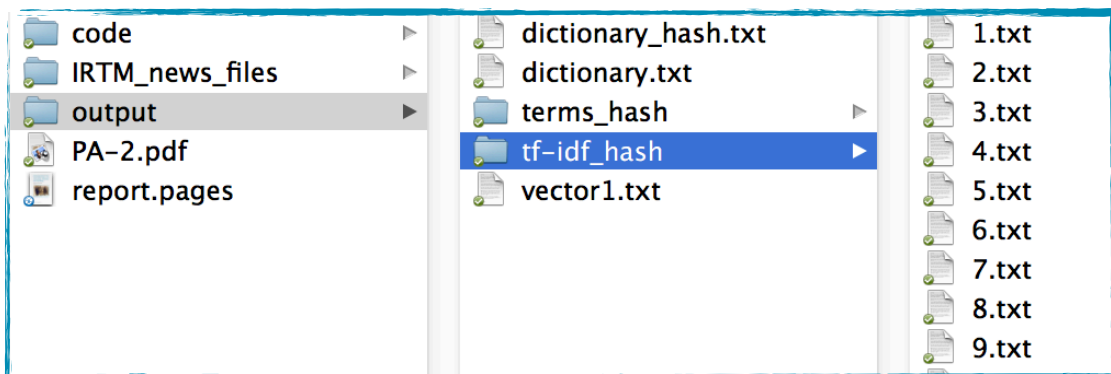 code
IRTM_news_files
output
PA-2.pdf
report.pages
dictionary_hash.txt
dictionary.txt
terms_hash
tf-idf_hash
vector1.txt
1.txt
2.txt
3.txt
4.txt
5.txt
6.txt
7.txt
8.txt
9.txt